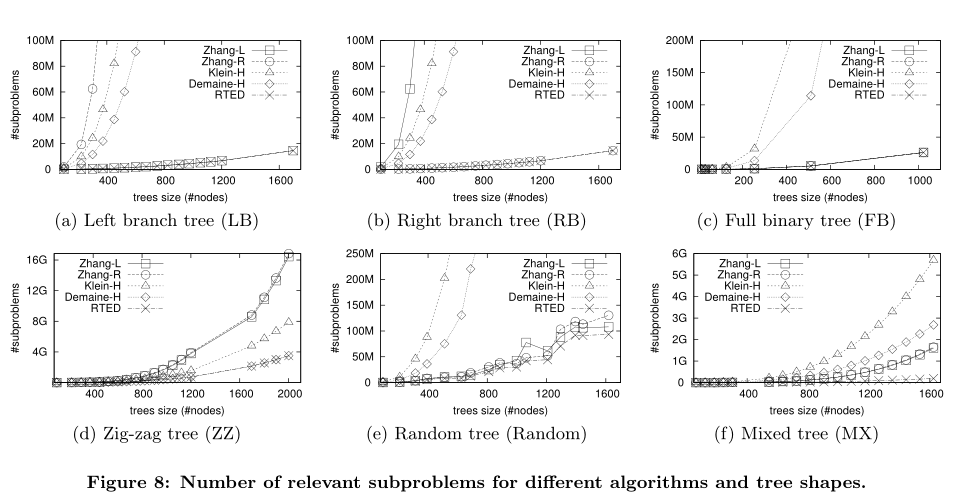 100M
80M
60M
40M
20M
0
#subproblems
Zhang-L
Zhang-R
Klein-H
Demaine-H
RTED
400 800 1200 1600
trees size (#nodes)
(a) Left branch tree (LB)
100M
80M
60M
40M
20M
0
#subproblems
Zhang-L
Zhang-R
Klein-H
Demaine-H
RTED
400 800 1200 1600
trees size (#nodes)
(b) Right branch tree (RB)
200M
150M
100M
50M
0
#subproblems
Zhang-L
Zhang-R
Klein-H
Demaine-H
RTED
200 400 600 800 1000
trees size (#nodes)
(c) Full binary tree (FB)
16G
12G
8G
4G
#subproblems
Zhang-L
Zhang-R
Klein-H
Demaine-H
RTED
400 800 1200 1600 2000
trees size (#nodes)
(d) Zig-zag tree (ZZ)
250M
200M
150M
100M
50M
0
#subproblems
Zhang-L
Zhang-R
Klein-H
Demaine-H
RTED
400 800 1200 1600
trees size (#nodes)
(e) Random tree (Random)
6G
5G
4G
3G
2G
1G
0
#subproblems
Zhang-L
Zhang-R
Klein-H
Demaine-H
RTED
400 800 1200 1600
trees size (#nodes)
(f) Mixed tree (MX)
Figure 8: Number of relevant subproblems for different algorithms and tree shapes.